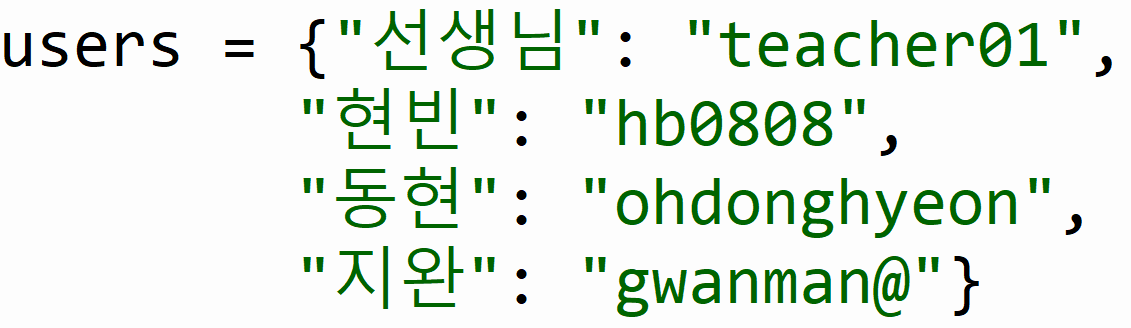 users = {"선생님": "teacher01",
"현빈": "hb0808",
"동현": "ohdonghyeon",
"지완": "gwanman@"}